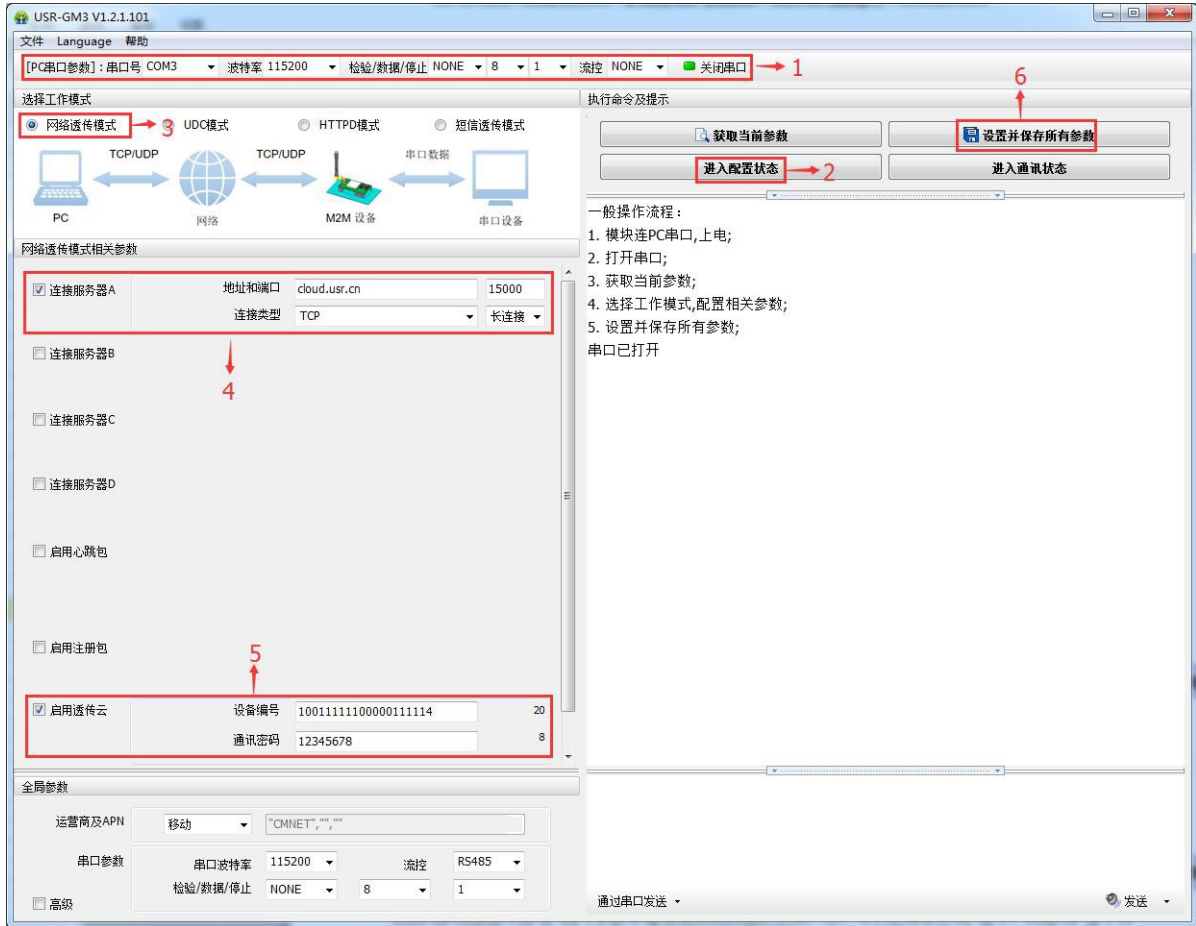 USR-GM3 V1.2.1.101
文件 Language 帮助
[PC串口参数]:串口号 COM3 波特率 115200 检验/数据/停止 NONE 8 1 流控 NONE 关闭串口 1
选择工作模式
网络透传模式 3 UDC模式 HTTPD模式 短信透传模式
TCP/UDP TCP/UDP 串口数据
PC 网络 M2M 设备 串口设备
网络透传模式相关参数
连接服务器A 地址和端口 cloud.usr.cn 15000
连接类型 TCP 长连接
连接服务器B
4
连接服务器C
连接服务器D
启用心跳包
启用注册包
5
启用透传云 设备编号 10011111100000111114 20
通讯密码 12345678 8
全局参数
运营商及APN 移动 "CMNET","",""
串口参数 串口波特率 115200 流控 RS485
检验/数据/停止 NONE 8 1
高级
执行命令及提示
6
获取当前参数 设置并保存所有参数
进入配置状态 2 进入通讯状态
一般操作流程:
1. 模块连PC串口,上电;
2. 打开串口;
3. 获取当前参数;
4. 选择工作模式,配置相关参数;
5. 设置并保存所有参数;
串口已打开
通过串口发送 发送